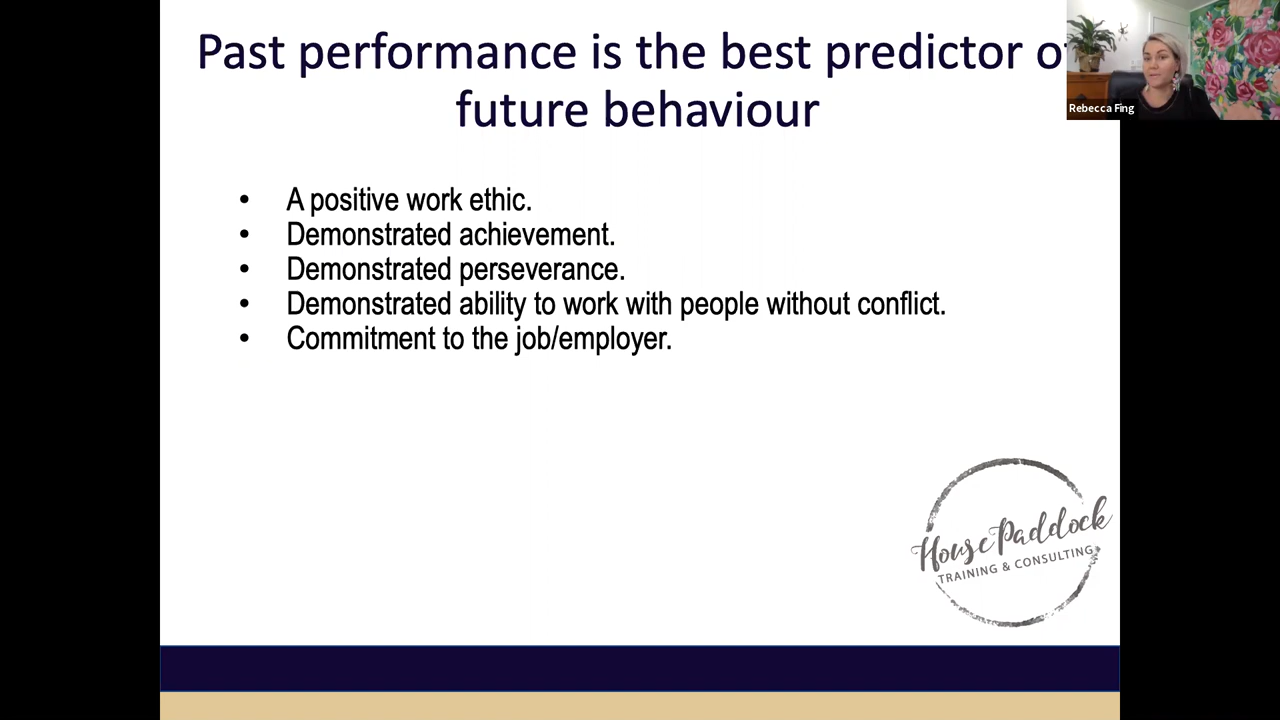 Past performance is the best predictor of
future behaviour
Rebecca Fing
• A positive work ethic.
• Demonstrated achievement.
• Demonstrated perseverance.
• Demonstrated ability to work with people without conflict.
• Commitment to the job/employer.
House Paddock
TRAINING & CONSULTING